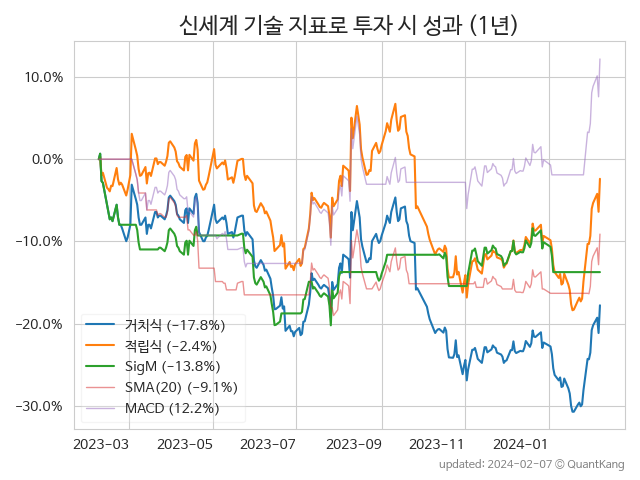 신세계 기술 지표로 투자 시 성과 (1년)
10.0%
0.0%
−10.0%
−20.0%
−30.0%
거치식 (−17.8%)
적립식 (−2.4%)
SigM (−13.8%)
SMA(20) (−9.1%)
MACD (12.2%)
2023−03 2023−05 2023−07 2023−09 2023−11 2024−01
updated: 2024−02−07 ⓒ QuantKang